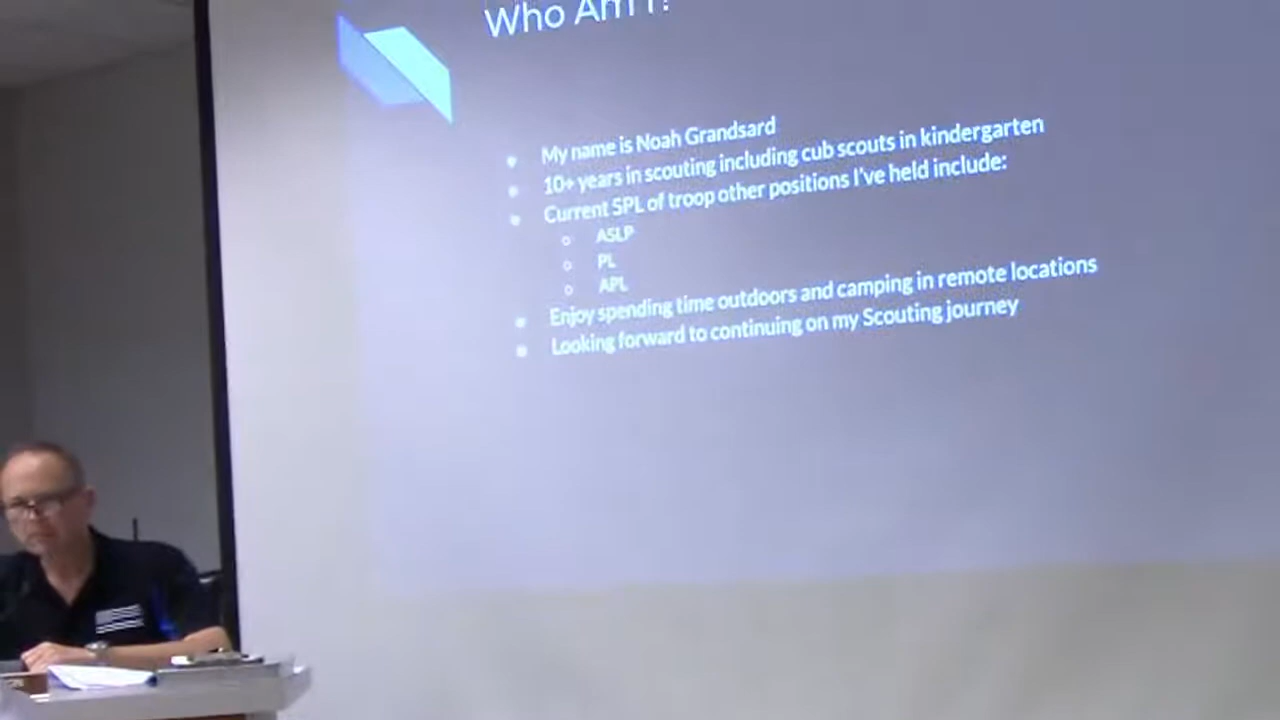 Who Am I?
My name is Noah Grandsard
10+ years in scouting including cub scouts in kindergarten
Current SPL of troop other positions I've held include:
ASLP
PL
APL
Enjoy spending time outdoors and camping in remote locations
Looking forward to continuing on my Scouting journey